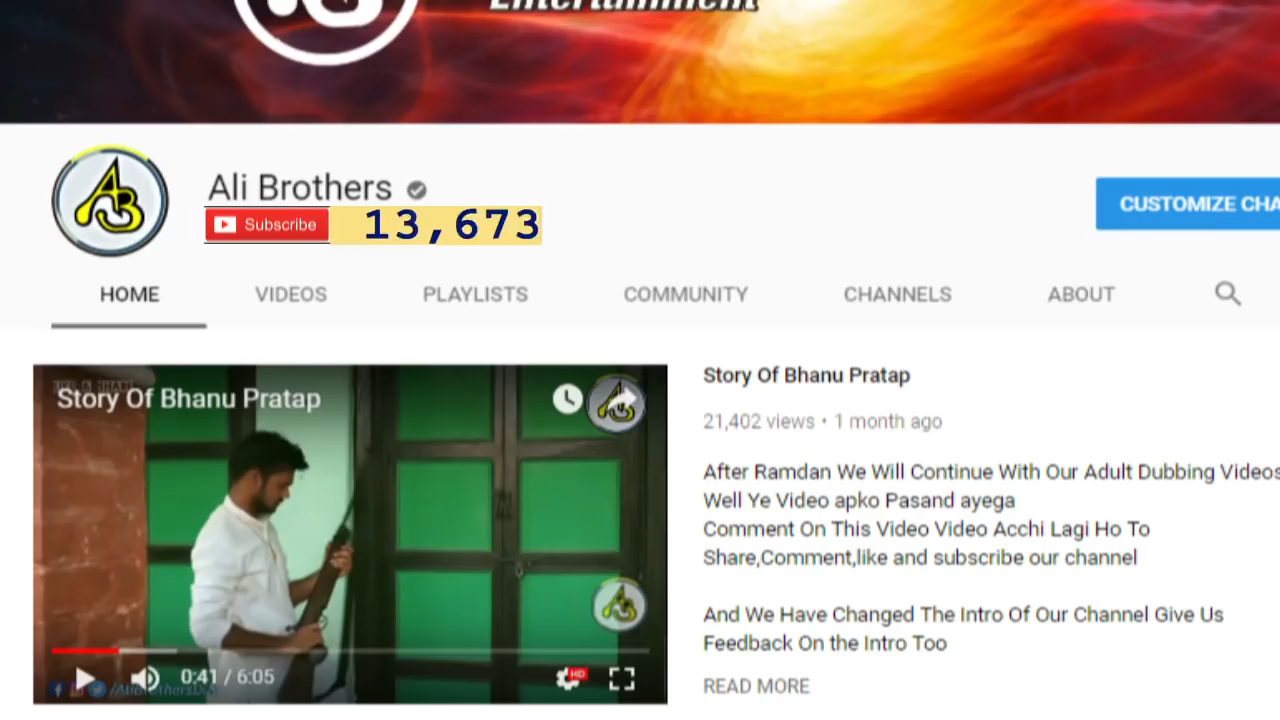 Entertainment
Ali Brothers
Subscribe 13,673
CUSTOMIZE CHA
HOME VIDEOS PLAYLISTS COMMUNITY CHANNELS ABOUT
Story Of Bhanu Pratap
0:41 / 6:05
HD
Story Of Bhanu Pratap
21,402 views • 1 month ago
After Ramdan We Will Continue With Our Adult Dubbing Videos
Well Ye Video apko Pasand ayega
Comment On This Video Video Acchi Lagi Ho To
Share,Comment,like and subscribe our channel
And We Have Changed The Intro Of Our Channel Give Us
Feedback On the Intro Too
READ MORE